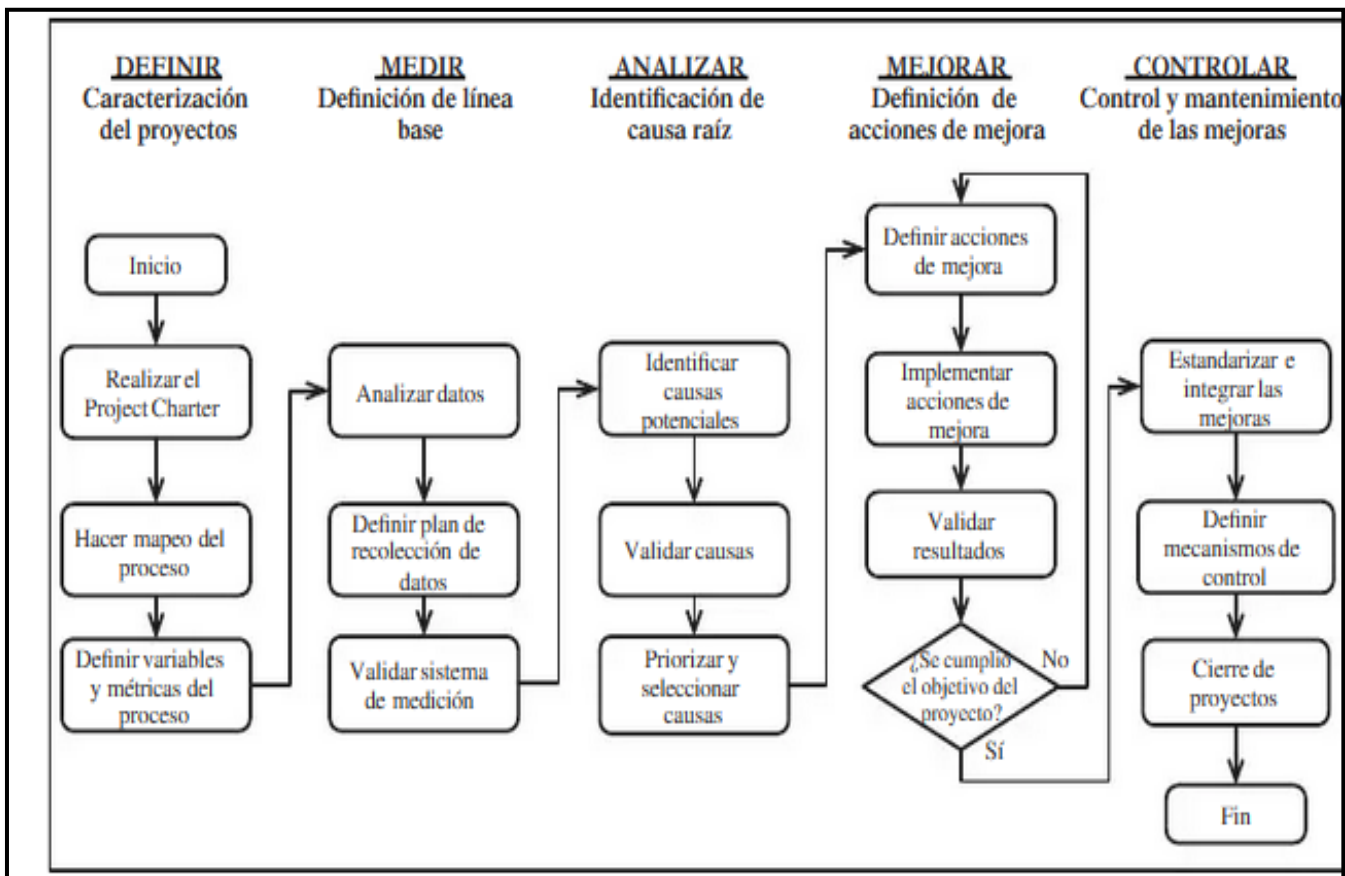 DEFINIR
Caracterización
del proyectos
MEDIR
Definición de línea
base
ANALIZAR
Identificación de
causa raíz
MEJORAR
Definición de
acciones de mejora
CONTROLAR
Control y mantenimiento
de las mejoras
Inicio
Realizar el
Project Charter
Hacer mapeo del
proceso
Definir variables
y métricas del
proceso
Analizar datos
Definir plan de
recolección de
datos
Validar sistema
de medición
Identificar
causas
potenciales
Validar causas
Priorizar y
seleccionar
causas
Definir acciones
de mejora
Implementar
acciones de
mejora
Validar
resultados
¿Se cumplió
el objetivo del
proyecto?
No
Sí
Estandarizar e
integrar las
mejoras
Definir
mecanismos de
control
Cierre de
proyectos
Fin